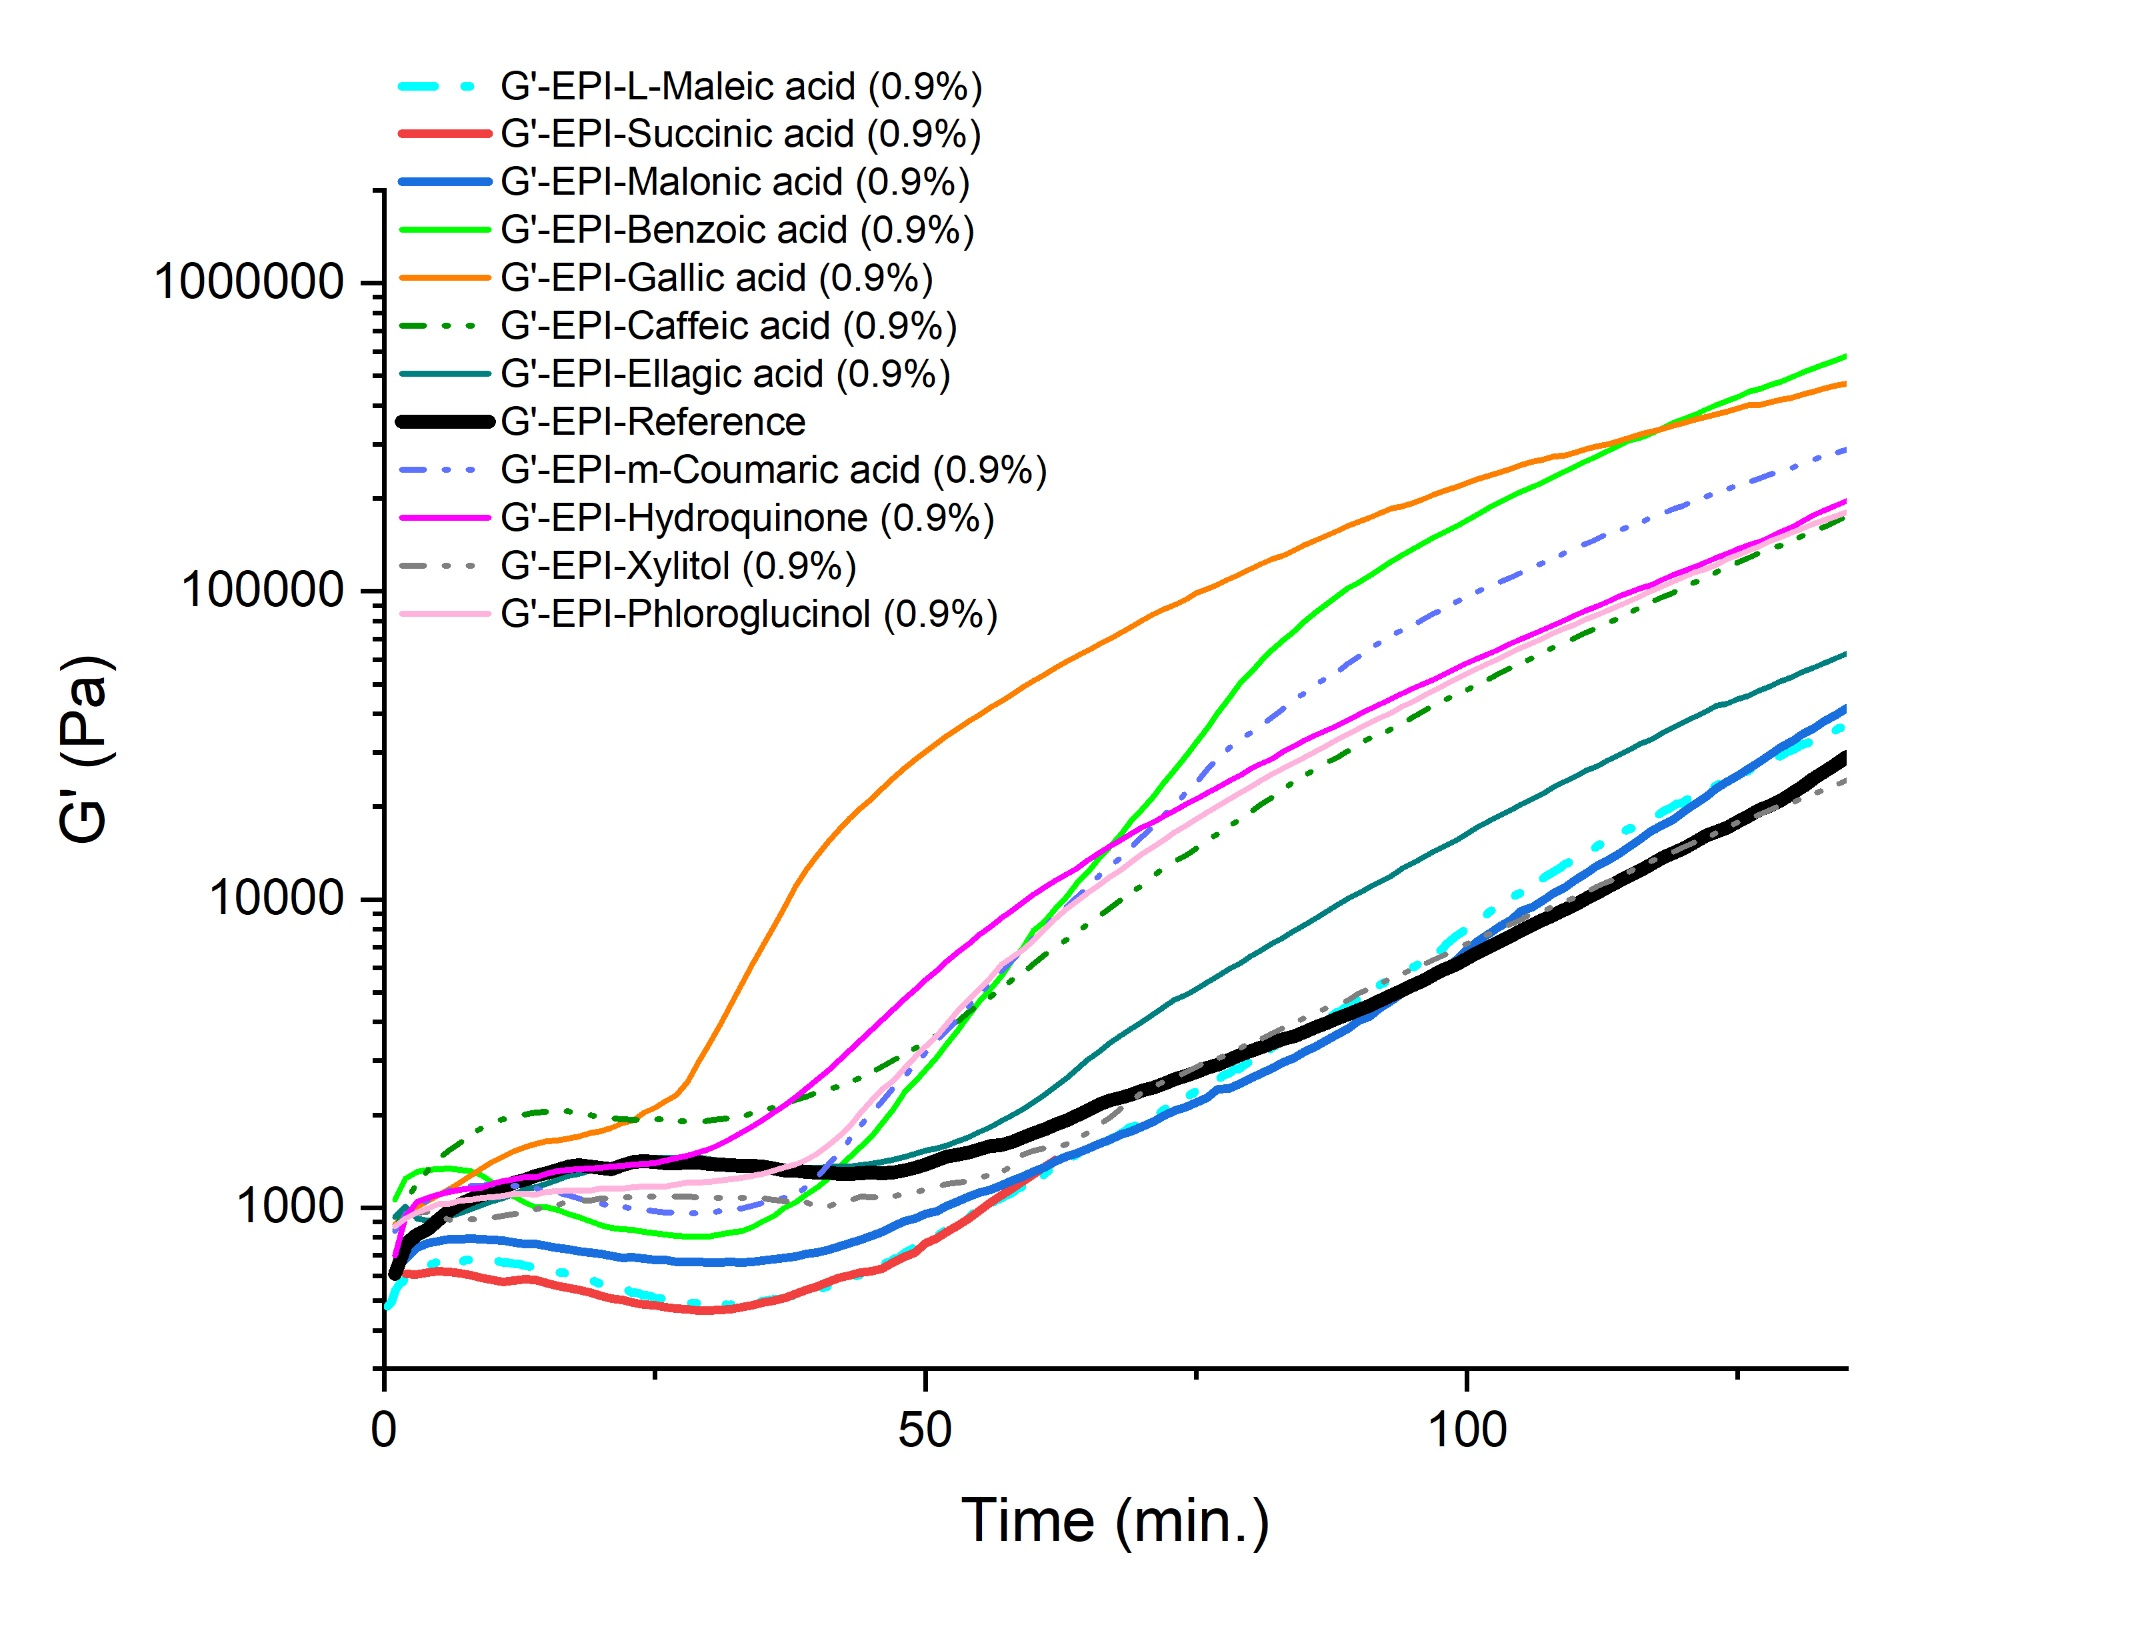 G'-EPI-L-Maleic acid (0.9%)
G'-EPI-Succinic acid (0.9%)
G'-EPI-Malonic acid (0.9%)
G'-EPI-Benzoic acid (0.9%)
G'-EPI-Gallic acid (0.9%)
G'-EPI-Caffeic acid (0.9%)
G'-EPI-Ellagic acid (0.9%)
G'-EPI-Reference
G'-EPI-m-Coumaric acid (0.9%)
G'-EPI-Hydroquinone (0.9%)
G'-EPI-Xylitol (0.9%)
G'-EPI-Phloroglucinol (0.9%)
1000000
100000
10000
1000
G' (Pa)
0 50 100
Time (min.)